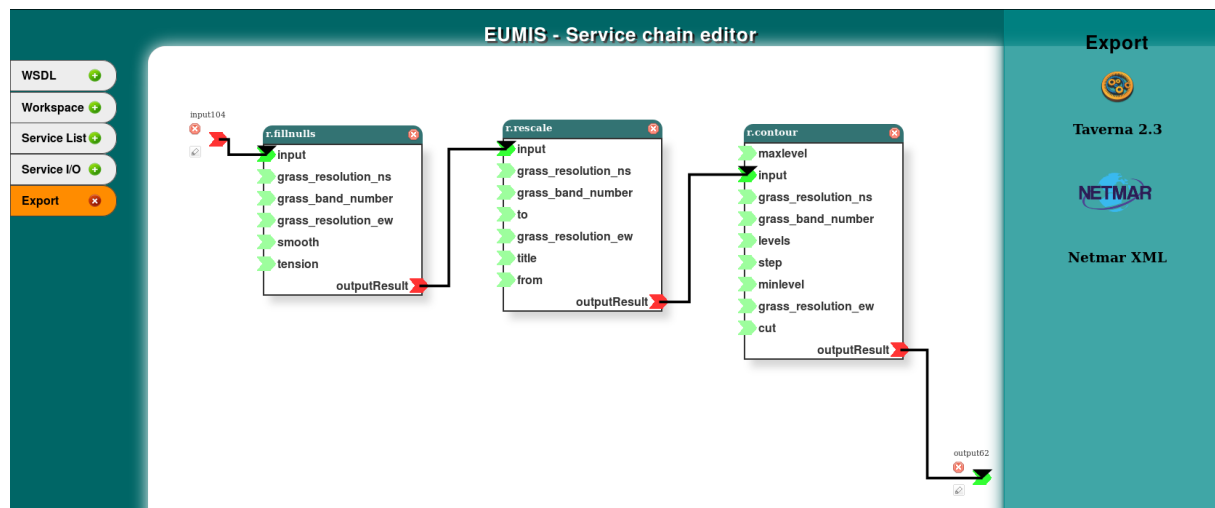 EUMIS - Service chain editor
WSDL
Workspace
Service List
Service I/O
Export
input104
r.fillnulls
input
grass_resolution_ns
grass_band_number
grass_resolution_ew
smooth
tension
outputResult
r.rescale
input
grass_resolution_ns
grass_band_number
to
grass_resolution_ew
title
from
outputResult
r.contour
maxlevel
input
grass_resolution_ns
grass_band_number
levels
step
minlevel
grass_resolution_ew
cut
outputResult
output62
Export
Taverna 2.3
NETMAR
Netmar XML